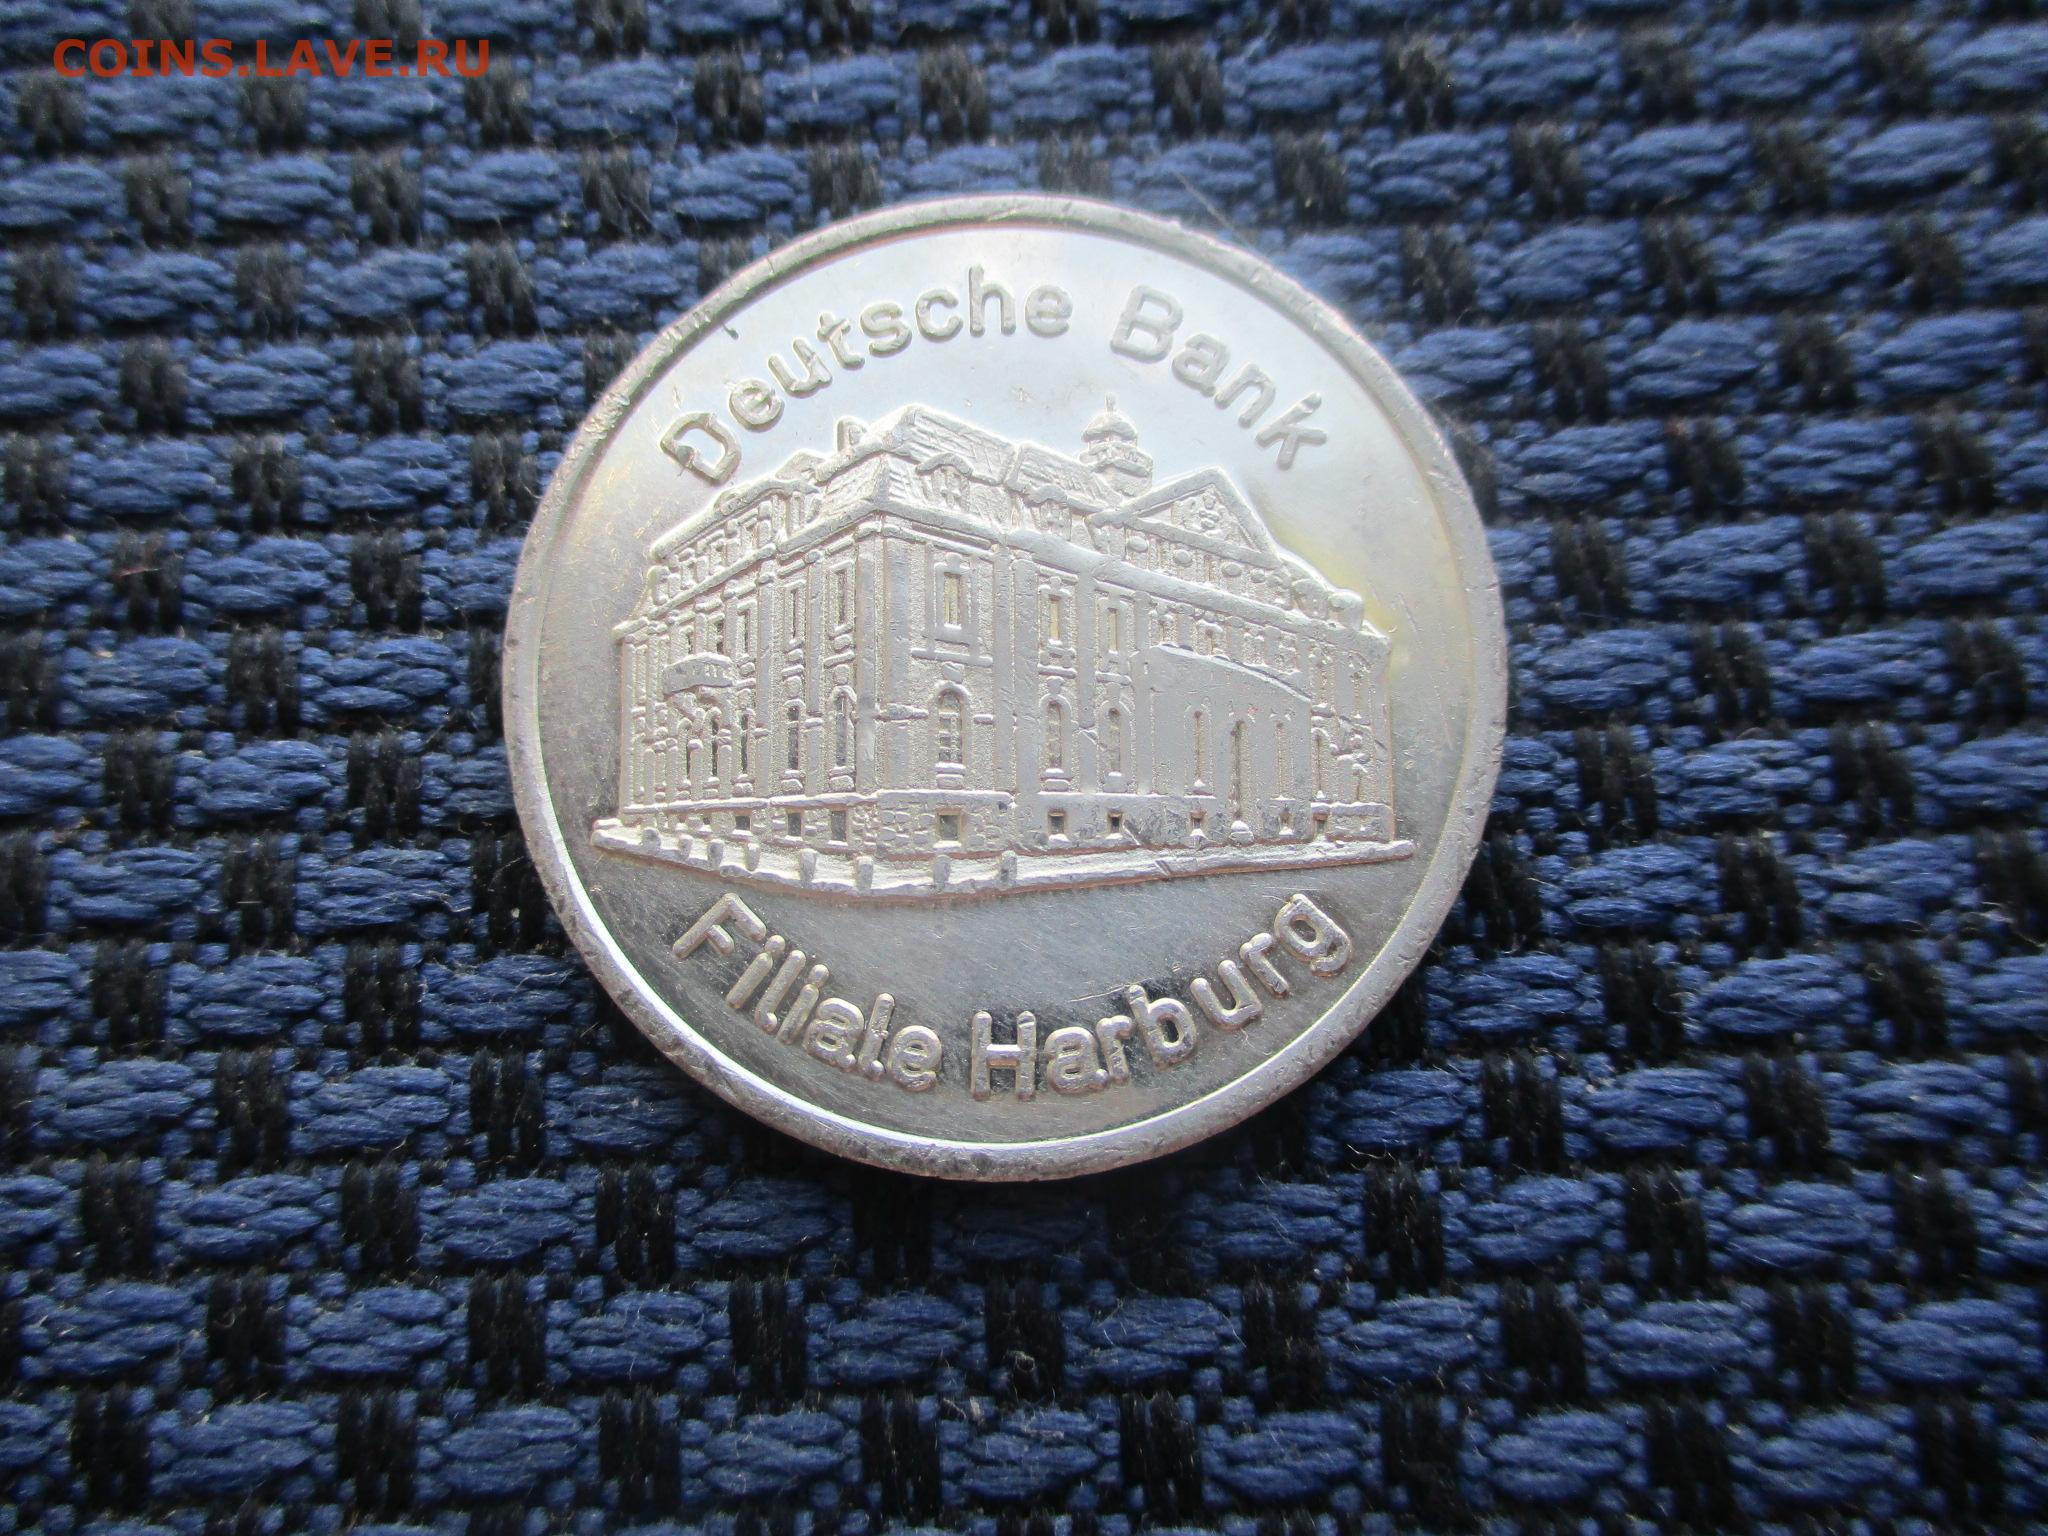 COINS.LAVE.RU
Deutsche Bank
Filiale Harburg